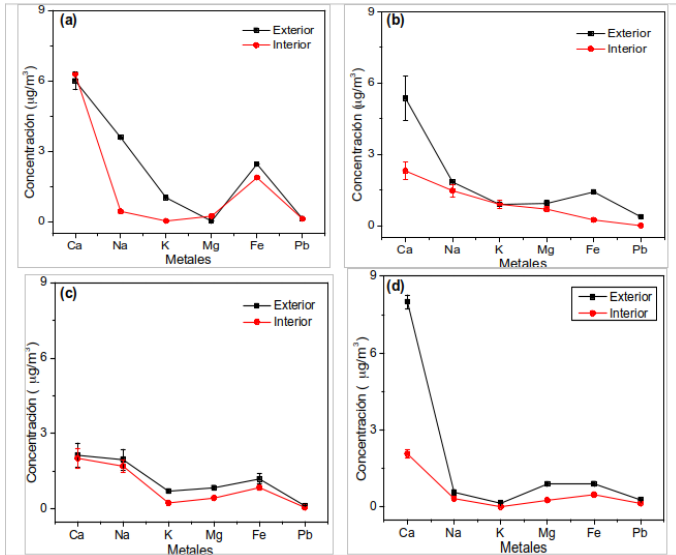 (a)
Exterior
Interior
Concentración (µg/m³)
9
6
3
0
Ca Na K Mg Fe Pb
Metales
(b)
Exterior
Interior
Concentración (µg/m³)
9
6
3
0
Ca Na K Mg Fe Pb
Metales
(c)
Exterior
Interior
Concentración ( µg/m³)
9
6
3
0
Ca Na K Mg Fe Pb
Metales
(d)
Exterior
Interior
Concentración ( µg/m³)
9
6
3
0
Ca Na K Mg Fe Pb
Metales